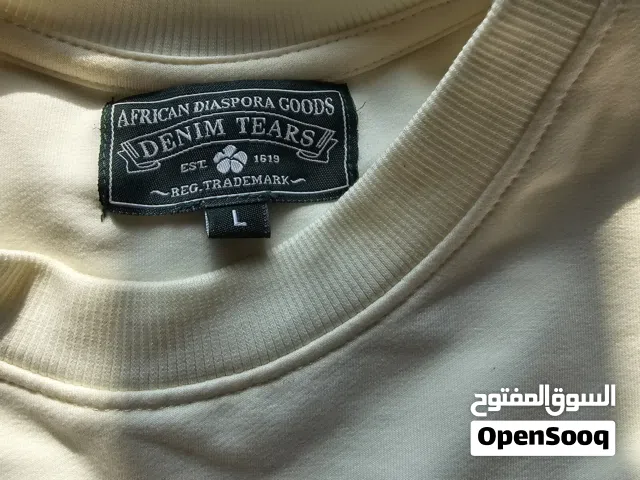 AFRICAN DIASPORA GOODS
DENIM TEARS
EST. 1619
REG. TRADEMARK
L
السوق المفتوح
OpenSooq